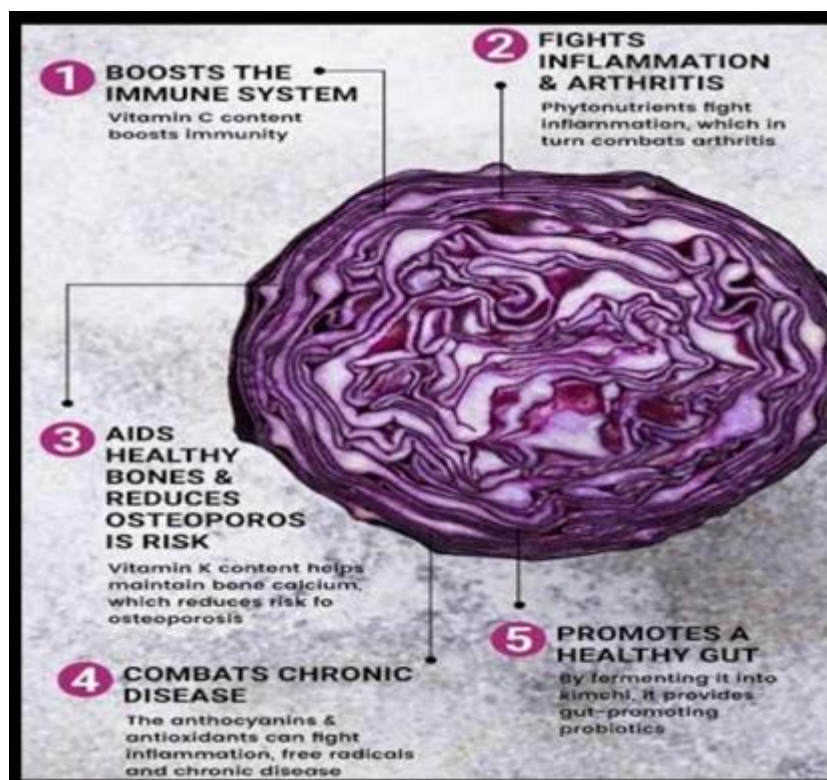 1 BOOSTS THE
IMMUNE SYSTEM
Vitamin C content
boosts immunity
2 FIGHTS
INFLAMMATION
& ARTHRITIS
Phytonutrients fight
inflammation, which in
turn combats arthritis
3 AIDS
HEALTHY
BONES &
REDUCES
OSTEOPOROS
IS RISK
Vitamin K content helps
maintain bone calcium,
which reduces risk fo
osteoporosis
4 COMBATS CHRONIC
DISEASE
The anthocyanins &
antioxidants can fight
inflammation, free radicals
and chronic disease
5 PROMOTES A
HEALTHY GUT
By fermenting it into
kimchi, it provides
gut-promoting
probiotics